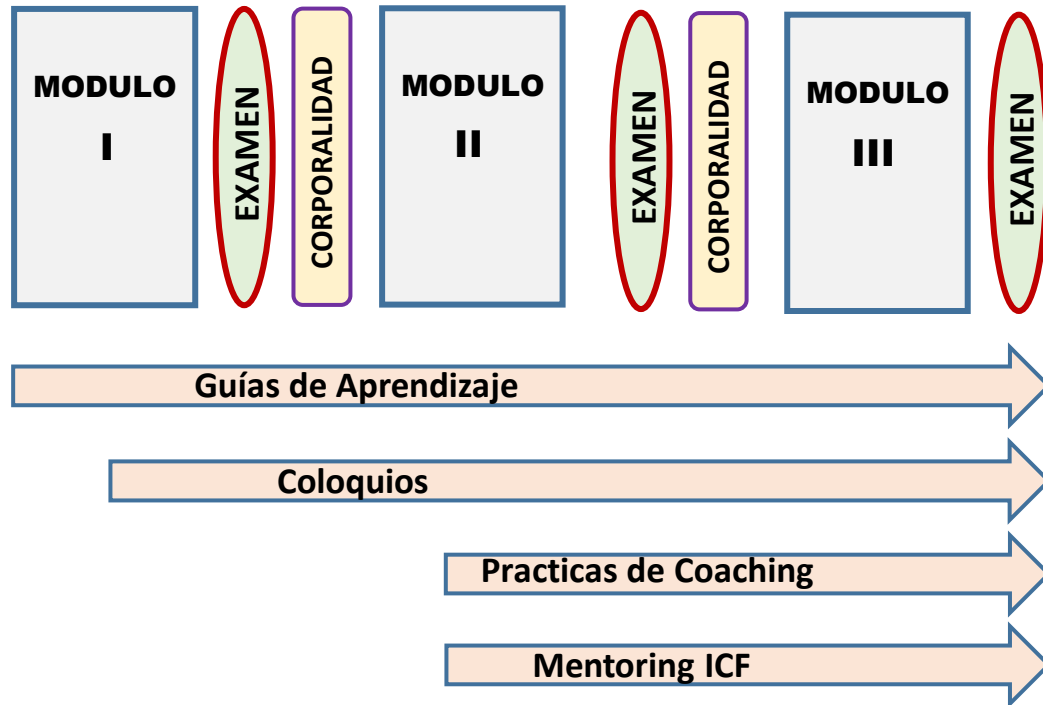 MODULO
I
EXAMEN
CORPORALIDAD
MODULO
II
EXAMEN
CORPORALIDAD
MODULO
III
EXAMEN
Guías de Aprendizaje
Coloquios
Practicas de Coaching
Mentoring ICF